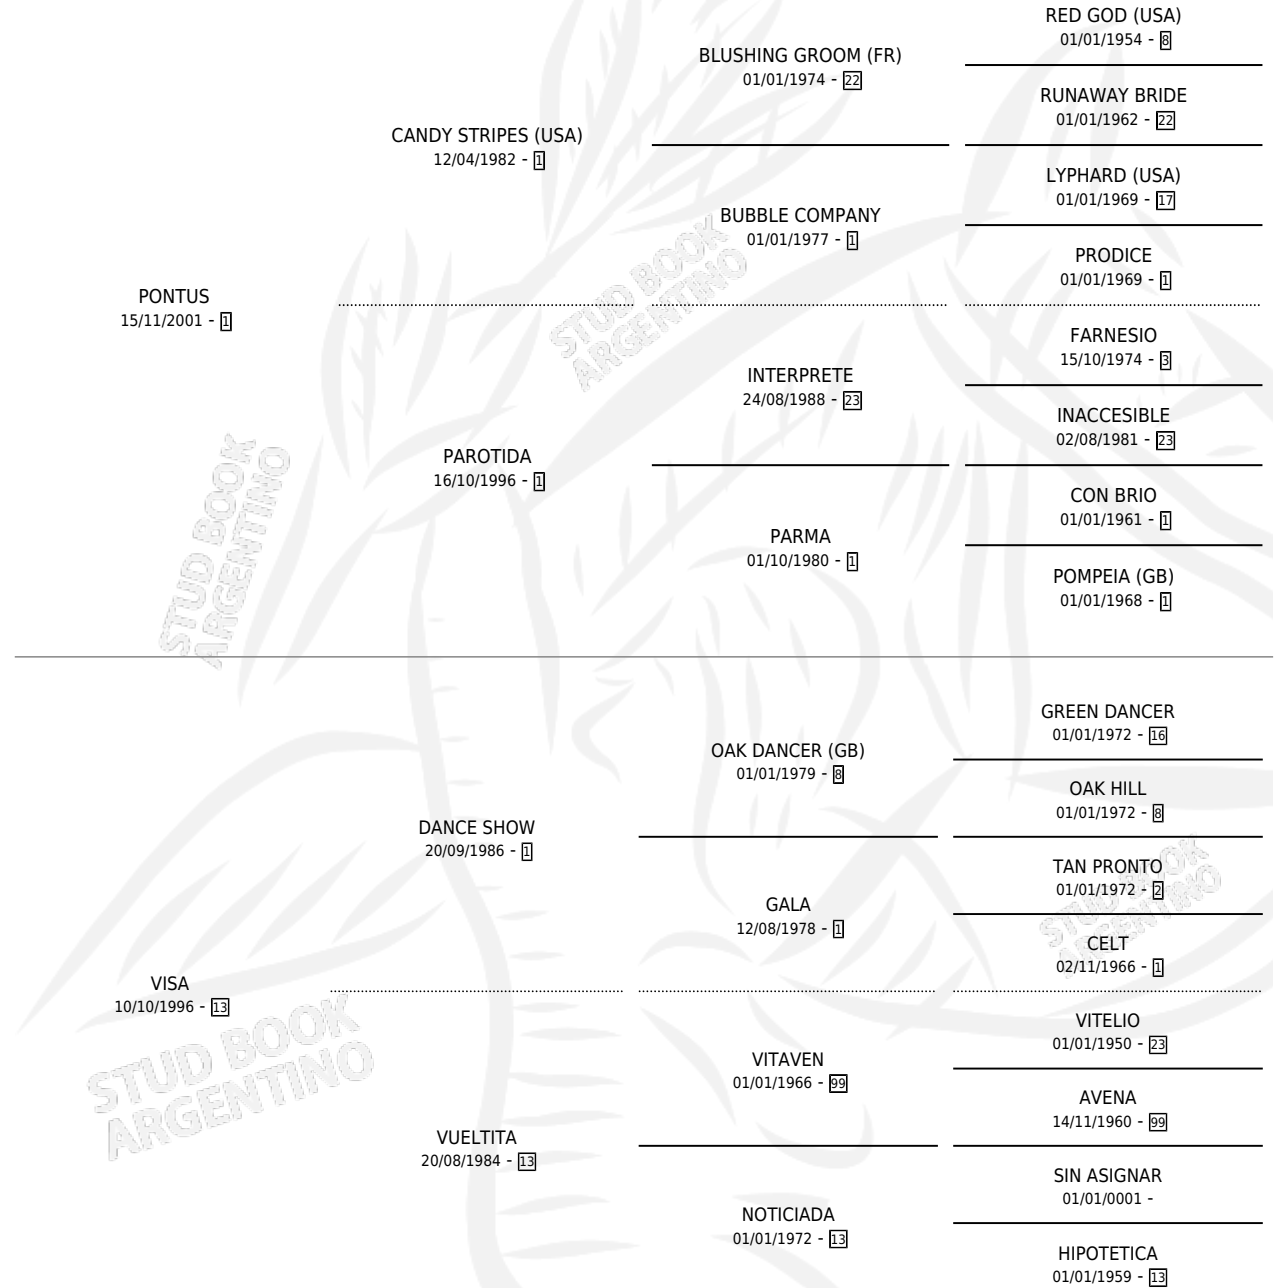 RED GOD (USA)
01/01/1954 - 8
BLUSHING GROOM (FR)
01/01/1974 - 22
RUNAWAY BRIDE
01/01/1962 - 22
CANDY STRIPES (USA)
12/04/1982 - 1
LYPHARD (USA)
01/01/1969 - 17
BUBBLE COMPANY
01/01/1977 - 1
PRODICE
01/01/1969 - 1
PONTUS
15/11/2001 - 1
FARNESIO
15/10/1974 - 3
INTERPRETE
24/08/1988 - 23
INACCESIBLE
02/08/1981 - 23
PAROTIDA
16/10/1996 - 1
CON BRIO
01/01/1961 - 1
PARMA
01/10/1980 - 1
POMPEIA (GB)
01/01/1968 - 1
STUD BOOK
ARGENTINO
STUD BOOK
ARGENTINO
GREEN DANCER
01/01/1972 - 16
OAK DANCER (GB)
01/01/1979 - 8
OAK HILL
01/01/1972 - 8
DANCE SHOW
20/09/1986 - 1
TAN PRONTO
01/01/1972 - 2
GALA
12/08/1978 - 1
CELT
02/11/1966 - 1
VISA
10/10/1996 - 13
VITELIO
01/01/1950 - 23
VITAVEN
01/01/1966 - 99
AVENA
14/11/1960 - 99
VUELTITA
20/08/1984 - 13
SIN ASIGNAR
01/01/0001 -
NOTICIADA
01/01/1972 - 13
HIPOTETICA
01/01/1959 - 13
STUD BOOK
ARGENTINO
STUD BOOK
ARGENTINO